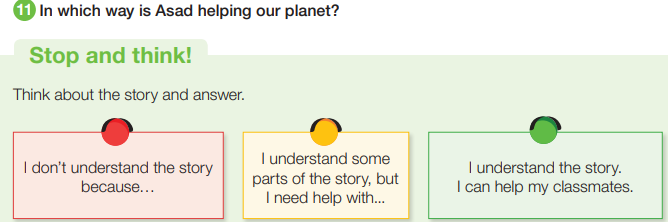 11 In which way is Asad helping our planet?
Stop and think!
Think about the story and answer.
I don't understand the story
because…
I understand some
parts of the story, but
I need help with...
I understand the story.
I can help my classmates.